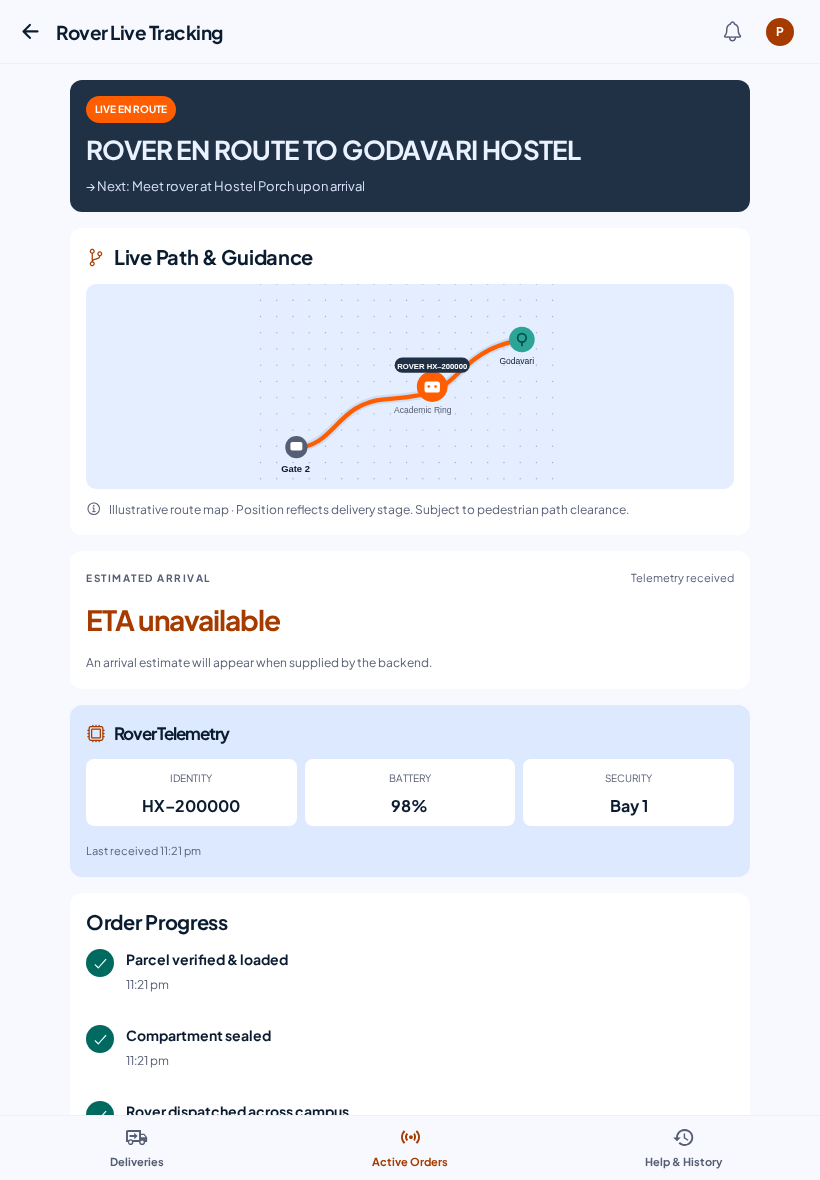 Rover Live Tracking
P
LIVE EN ROUTE
ROVER EN ROUTE TO GODAVARI HOSTEL
→ Next: Meet rover at Hostel Porch upon arrival
Live Path & Guidance
ROVER HX–200000
Godavari
Academic Ring
Gate 2
Illustrative route map · Position reflects delivery stage. Subject to pedestrian path clearance.
ESTIMATED ARRIVAL
Telemetry received
ETA unavailable
An arrival estimate will appear when supplied by the backend.
Rover Telemetry
IDENTITY
HX–200000
BATTERY
98%
SECURITY
Bay 1
Last received 11:21 pm
Order Progress
Parcel verified & loaded
11:21 pm
Compartment sealed
11:21 pm
Rover dispatched across campus
Deliveries
Active Orders
Help & History